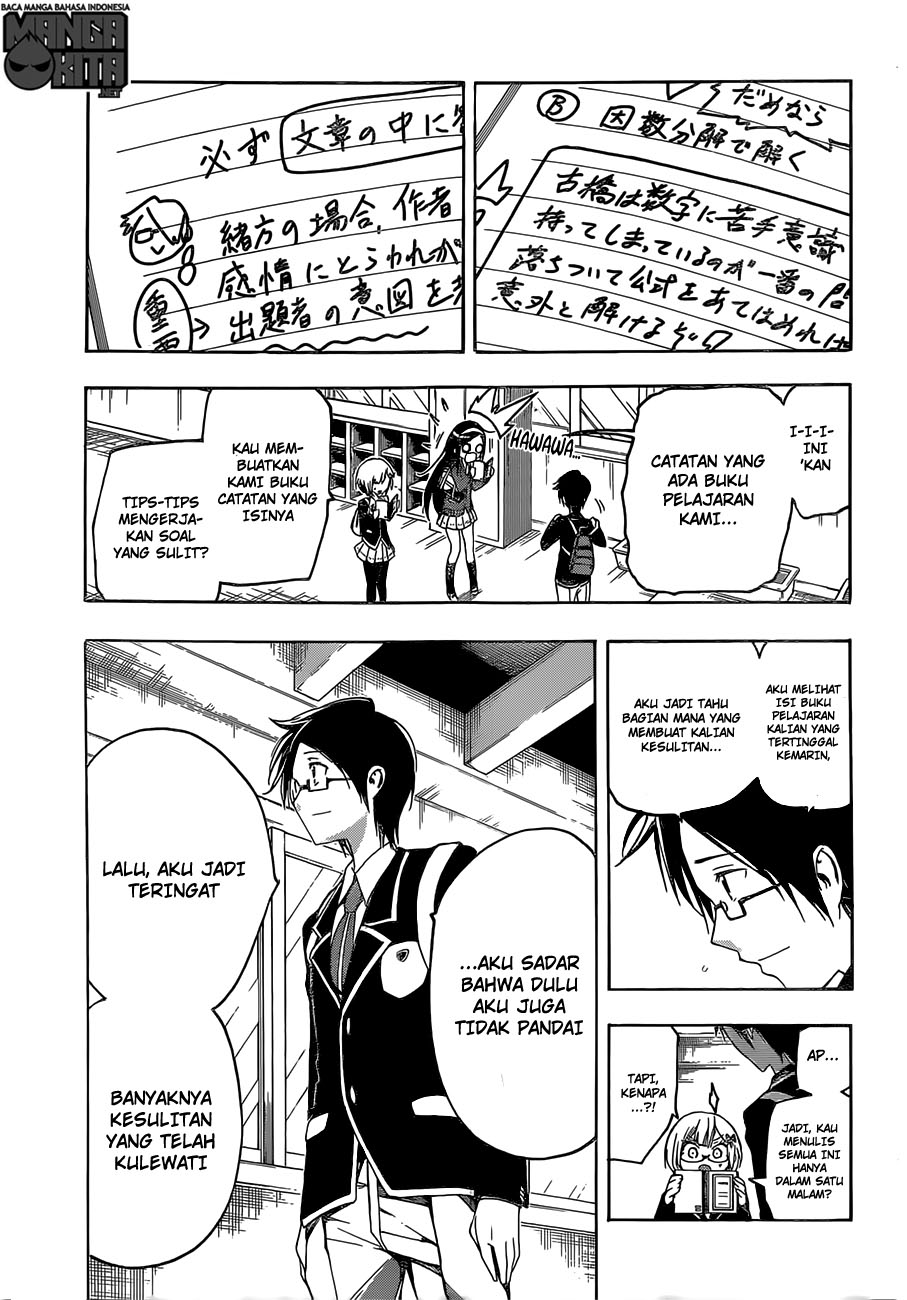 BACA MANGA BAHASA INDONESIA
MANGA
KITA
.NET
だめなら
Ⓑ 因数分解で解く
古橋は数字に苦手意識
持ってしまっているのが一番の問
落ちついて公式をあてはめれば
意外と解けるぞ
必ず 文章の中に
緒方の場合、作者
感情にとらわれが
出題者の意図を考
I-I-I-
INI
'KAN
CATATAN YANG
ADA BUKU
PELAJARAN
KAMI...
HAWAWA...
KAU MEM-
BUATKAN
KAMI BUKU
CATATAN YANG
ISINYA
TIPS-TIPS
MENGERJA-
KAN SOAL
YANG SULIT?
AKU MELIHAT
ISI BUKU
PELAJARAN
KALIAN YANG
TERTINGGAL
KEMARIN,
AKU JADI TAHU
BAGIAN MANA YANG
MEMBUAT KALIAN
KESULITAN...
AP...
JADI, KAU
MENULIS
SEMUA INI
HANYA
DALAM SATU
MALAM?
TAPI,
KENAPA
...?!
LALU, AKU JADI
TERINGAT
BANYAKNYA
KESULITAN
YANG TELAH
KULEWATI
...AKU SADAR
BAHWA DULU
AKU JUGA
TIDAK PANDAI